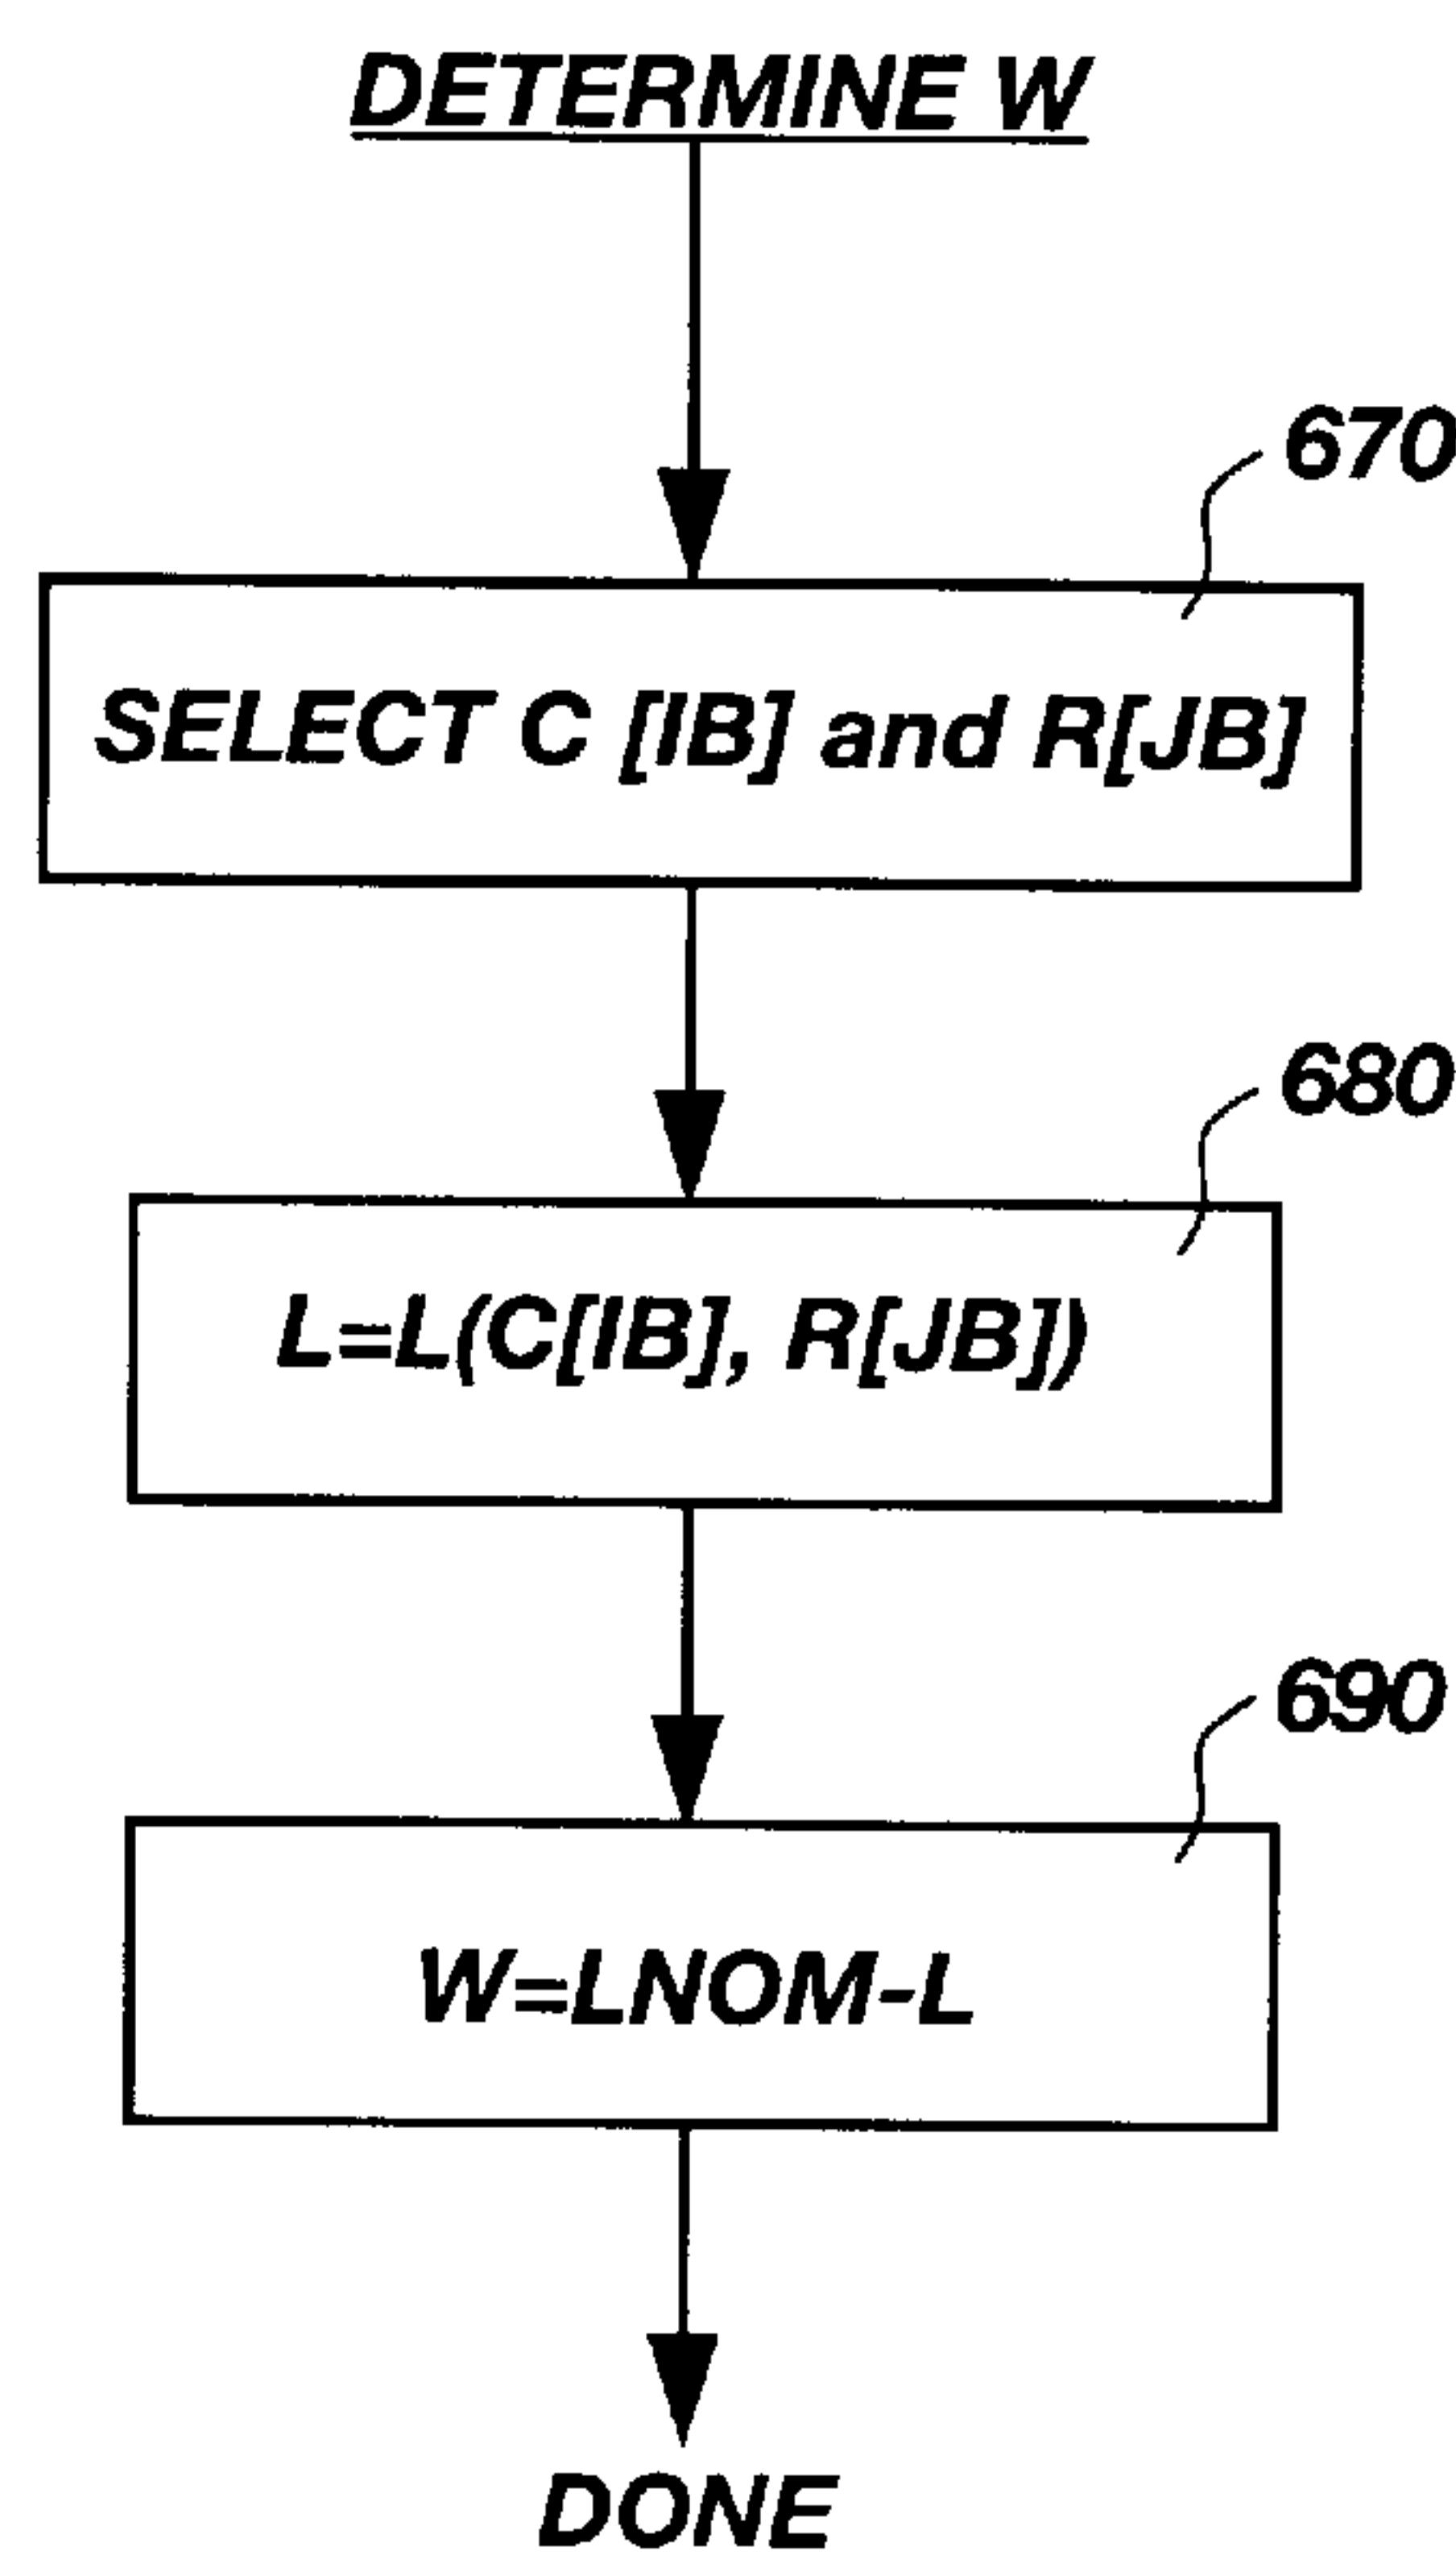 DETERMINE W
670
SELECT C [IB] and R[JB]
680
L=L(C[IB], R[JB])
690
W=LNOM-L
DONE